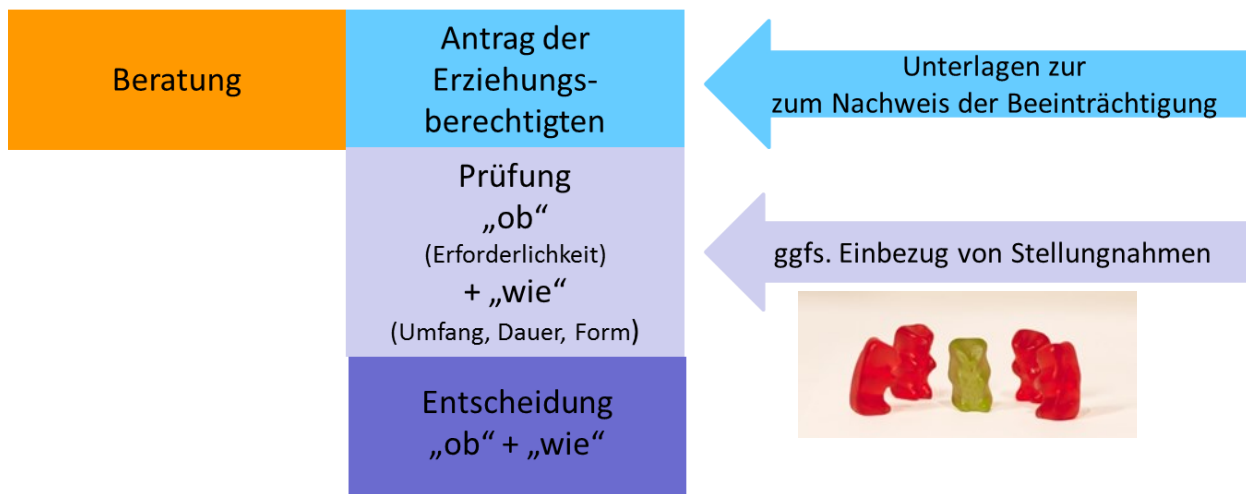 Beratung
Antrag der
Erziehungs-
berechtigten
Unterlagen zur
zum Nachweis der Beeinträchtigung
Prüfung
„ob“
(Erforderlichkeit)
+ „wie“
(Umfang, Dauer, Form)
ggfs. Einbezug von Stellungnahmen
Entscheidung
„ob“ + „wie“